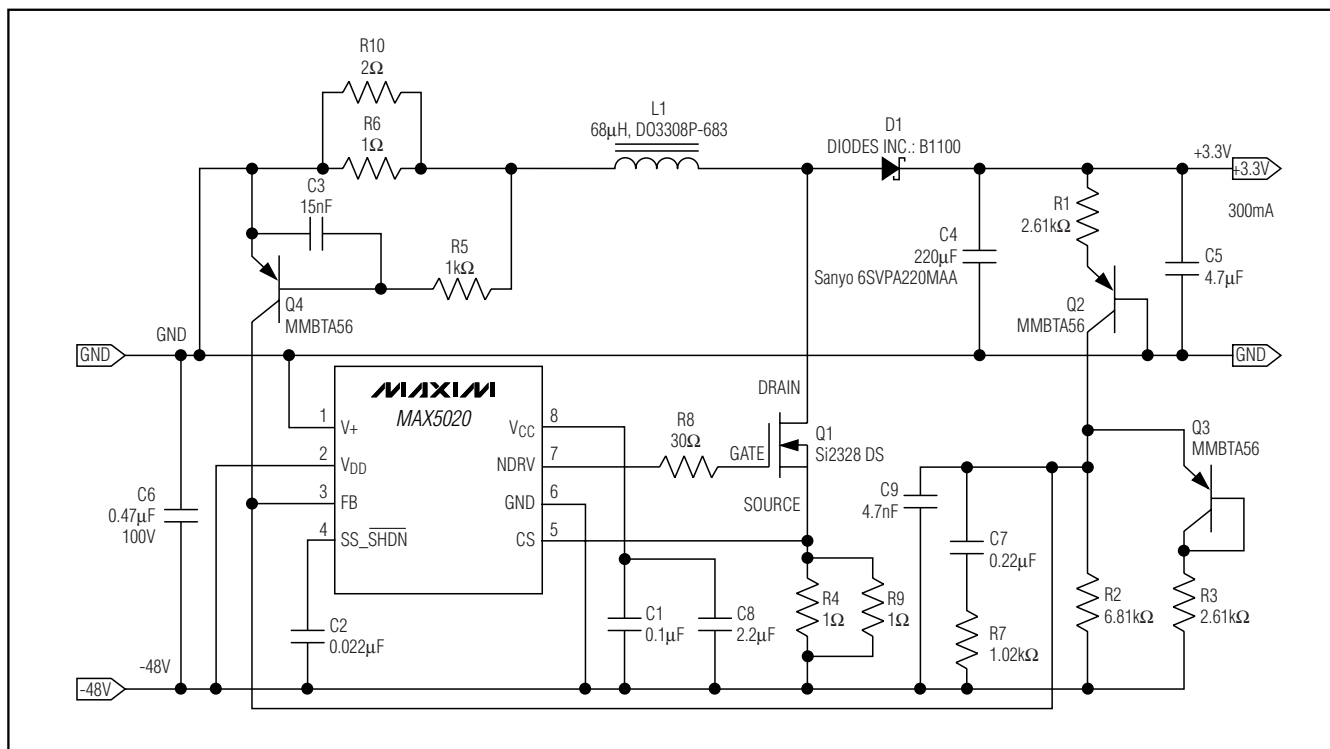 R10
2Ω
R6
1Ω
C3
15nF
R5
1kΩ
Q4
MMBTA56
L1
68µH, DO3308P-683
D1
DIODES INC.: B1100
+3.3V
+3.3V
300mA
R1
2.61kΩ
C4
220µF
Sanyo 6SVPA220MAA
C5
4.7µF
Q2
MMBTA56
GND
GND
GND
MAXIM
MAX5020
1
V+
2
VDD
3
FB
4
SS_SHDN
8
VCC
7
NDRV
6
GND
5
CS
R8
30Ω
DRAIN
GATE
SOURCE
Q1
Si2328 DS
Q3
MMBTA56
C6
0.47µF
100V
C9
4.7nF
C7
0.22µF
R2
6.81kΩ
R3
2.61kΩ
R4
1Ω
R9
1Ω
R7
1.02kΩ
C2
0.022µF
C1
0.1µF
C8
2.2µF
-48V
-48V